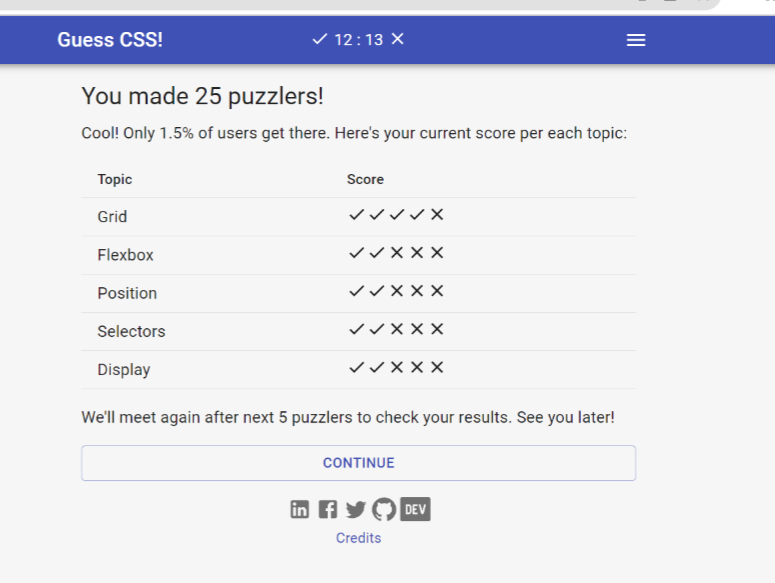 Guess CSS! ✓ 12 : 13 ✕
You made 25 puzzlers!
Cool! Only 1.5% of users get there. Here's your current score per each topic:
Topic Score
Grid ✓ ✓ ✓ ✓ ✕
Flexbox ✓ ✓ ✕ ✕ ✕
Position ✓ ✓ ✕ ✕ ✕
Selectors ✓ ✓ ✕ ✕ ✕
Display ✓ ✓ ✕ ✕ ✕
We'll meet again after next 5 puzzlers to check your results. See you later!
CONTINUE
in f DEV
Credits